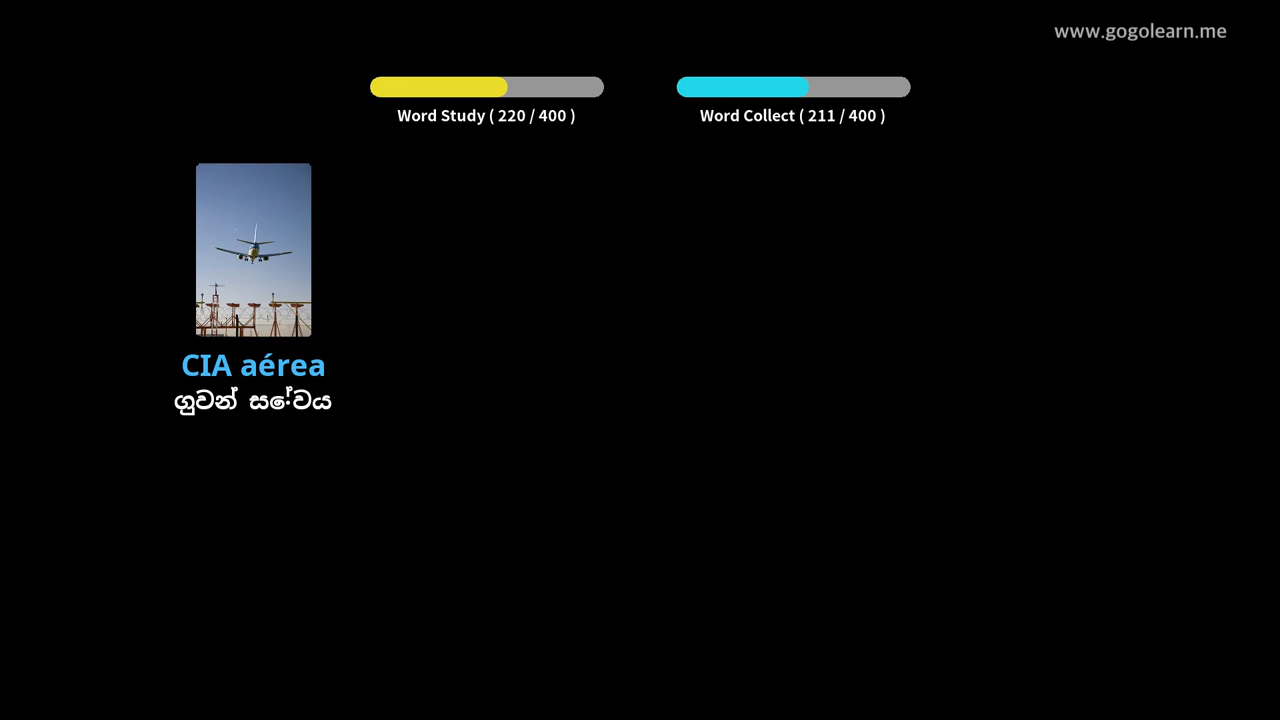 www.gogolearn.me
Word Study ( 220 / 400 )
Word Collect ( 211 / 400 )
CIA aérea
ගුවන් සේවය